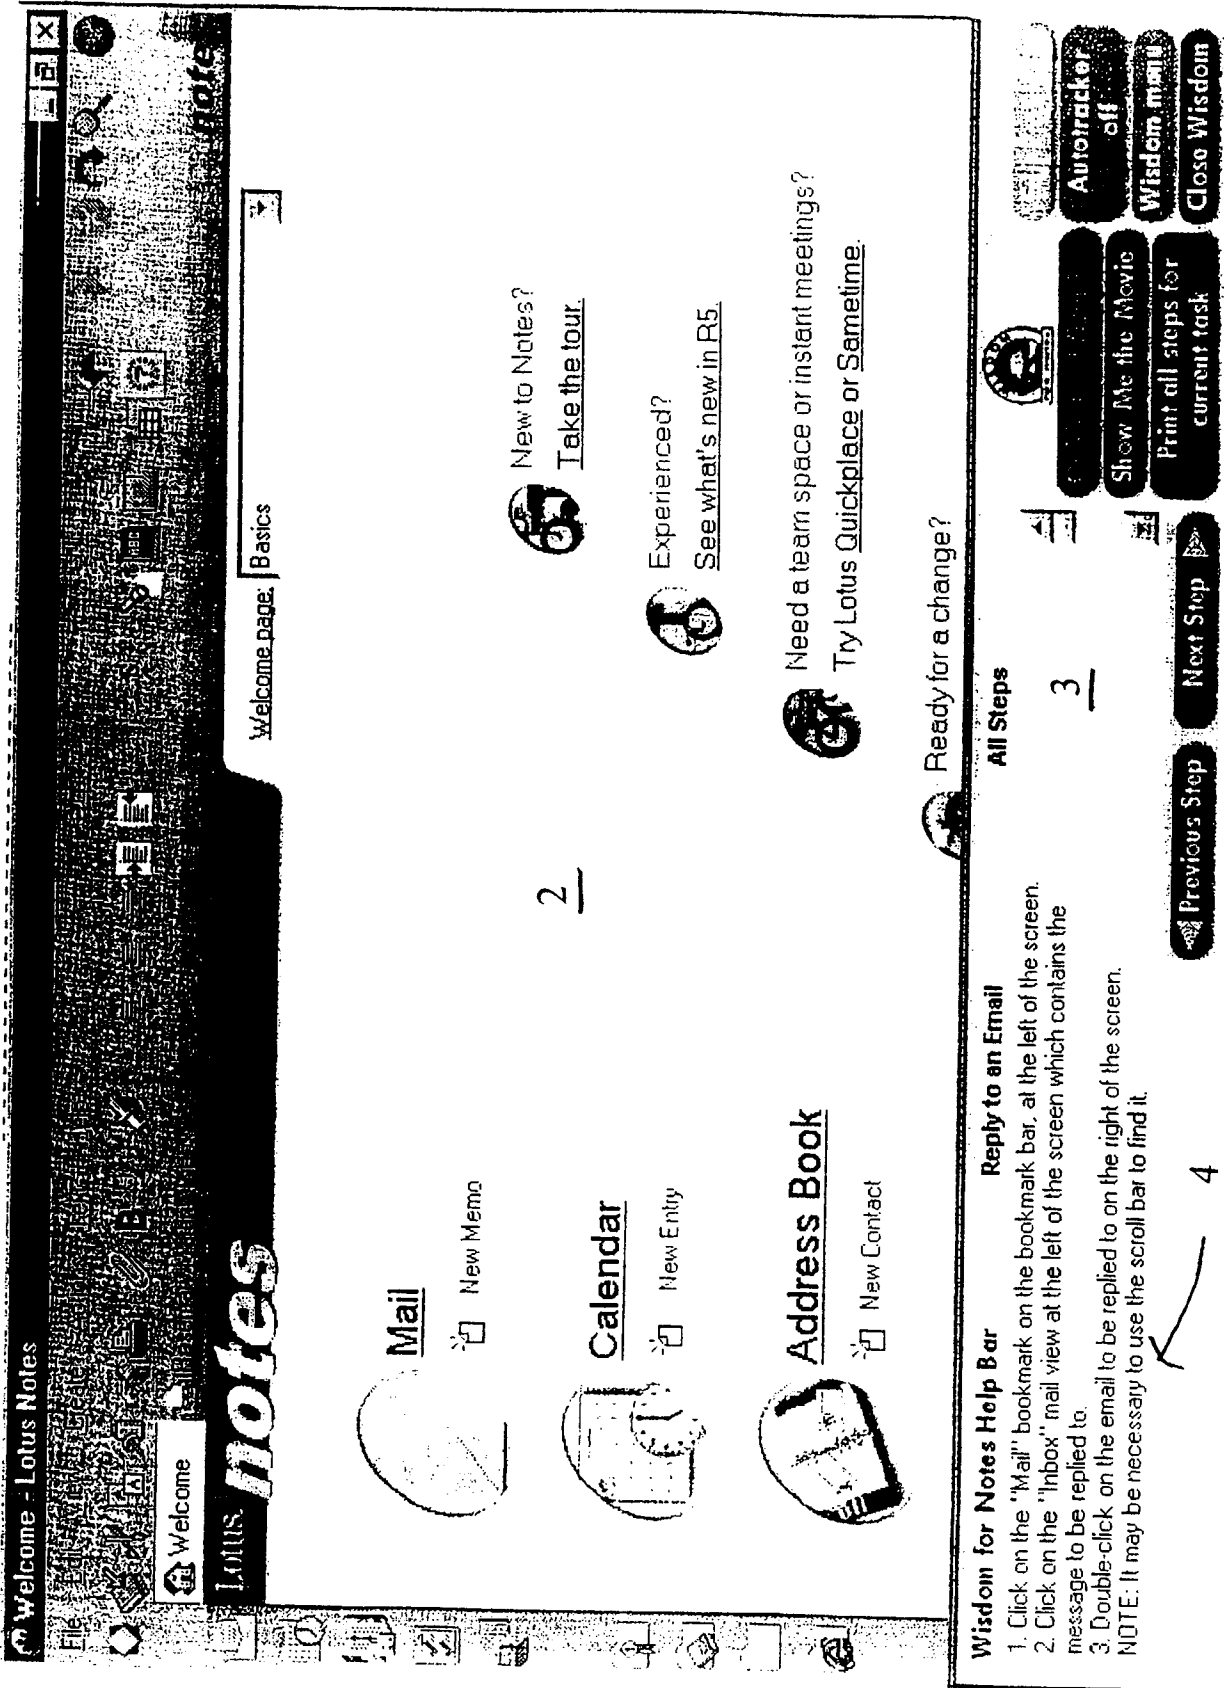 Welcome - Lotus Notes
File Edit View Create
Welcome
Lotus notes
note
Welcome page: Basics
Mail
New Memo
Calendar
New Entry
Address Book
New Contact
2
New to Notes?
Take the tour.
Experienced?
See what's new in R5.
Need a team space or instant meetings?
Try Lotus Quickplace or Sametime.
Ready for a change?
Wisdom for Notes Help Bar
Reply to an Email
All Steps
1. Click on the "Mail" bookmark on the bookmark bar, at the left of the screen.
2. Click on the "Inbox" mail view at the left of the screen which contains the
message to be replied to.
3. Double-click on the email to be replied to on the right of the screen.
NOTE: It may be necessary to use the scroll bar to find it.
3
4
Previous Step
Next Step
Show Me the Movie
Print all steps for
current task
Autotracker
off
Wisdom menu
Close Wisdom